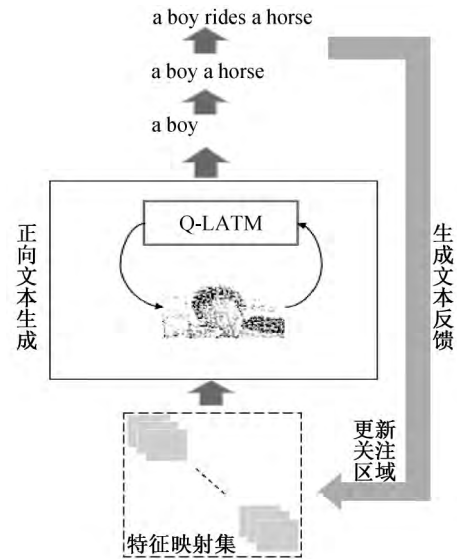 a boy rides a horse
a boy a horse
a boy
Q-LATM
正向文本生成
生成文本反馈
更新
关注
区域
特征映射集